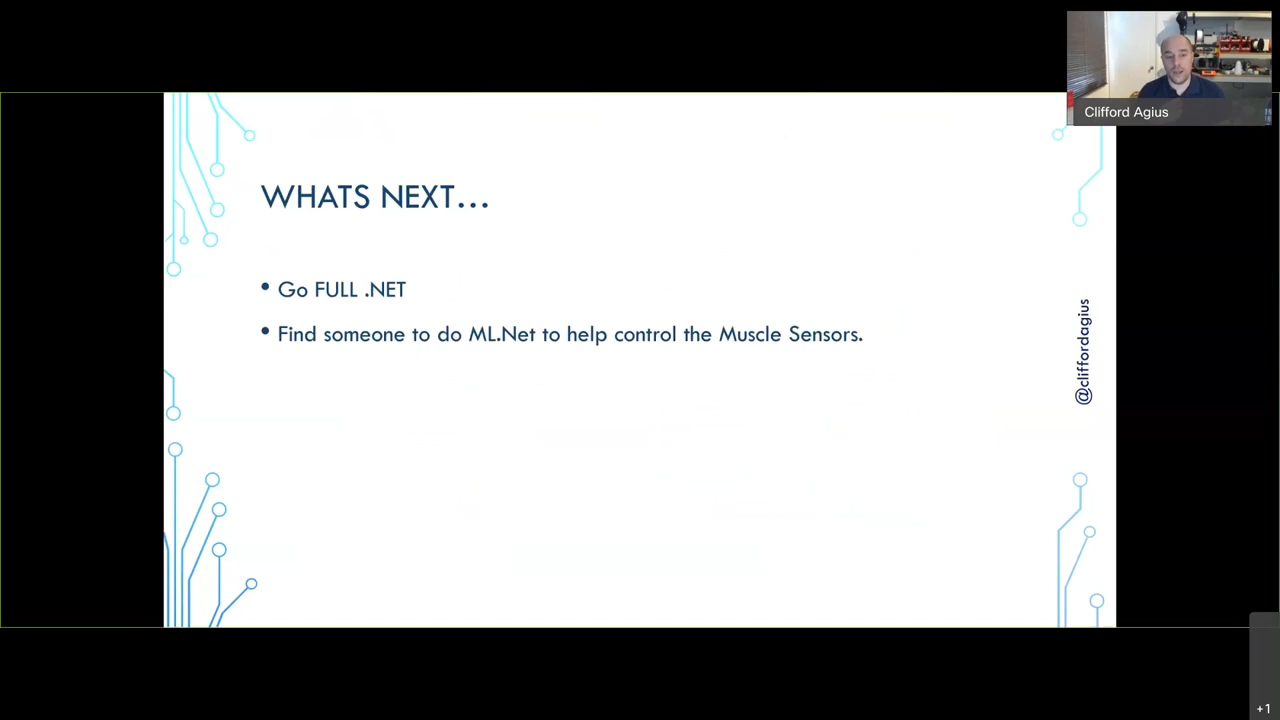 Clifford Agius
WHATS NEXT...
• Go FULL .NET
• Find someone to do ML.Net to help control the Muscle Sensors.
@cliffordagius
+1